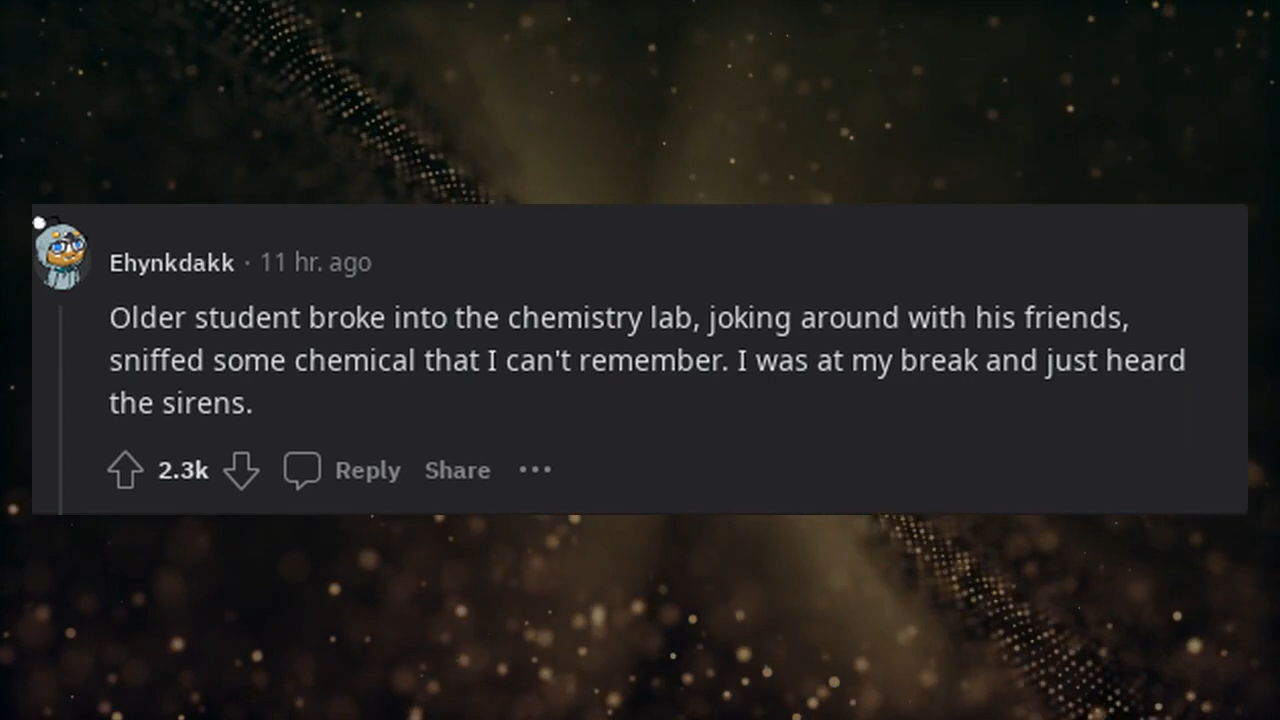 Ehynkdakk · 11 hr. ago
Older student broke into the chemistry lab, joking around with his friends,
sniffed some chemical that I can't remember. I was at my break and just heard
the sirens.
2.3k Reply Share •••